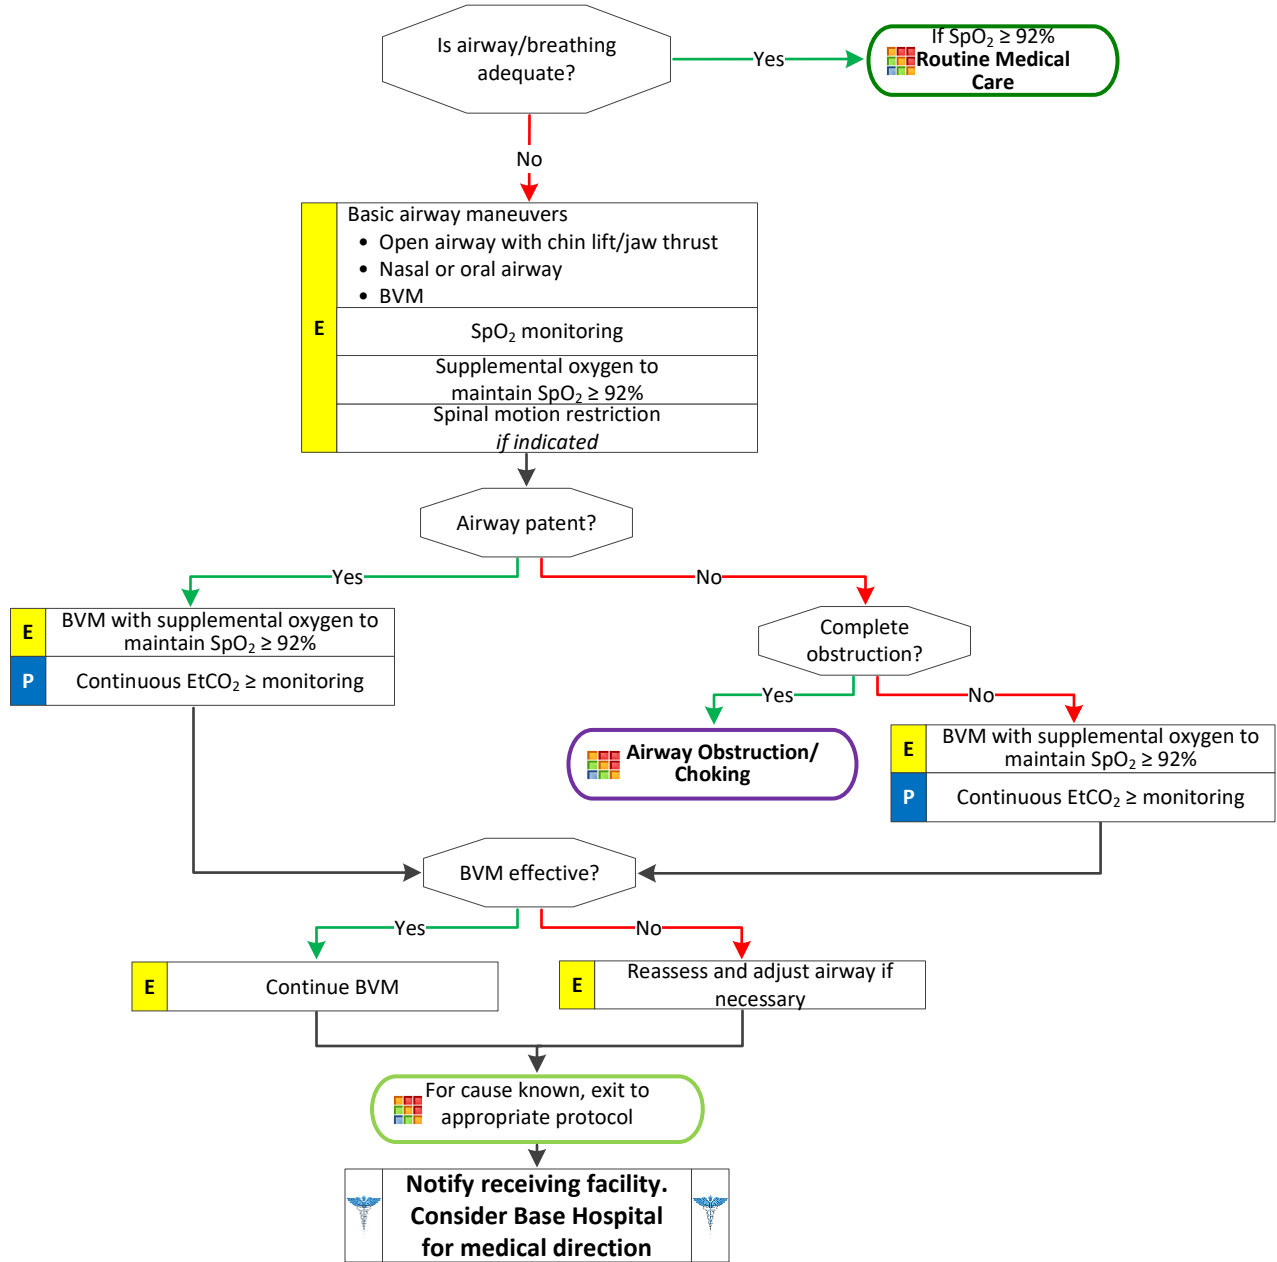 Is airway/breathing
adequate?
Yes
If SpO₂ ≥ 92%
Routine Medical
Care
No
Basic airway maneuvers
• Open airway with chin lift/jaw thrust
• Nasal or oral airway
• BVM
E
SpO₂ monitoring
Supplemental oxygen to
maintain SpO₂ ≥ 92%
Spinal motion restriction
if indicated
Airway patent?
Yes
No
E
BVM with supplemental oxygen to
maintain SpO₂ ≥ 92%
P
Continuous EtCO₂ ≥ monitoring
Complete
obstruction?
Yes
No
Airway Obstruction/
Choking
E
BVM with supplemental oxygen to
maintain SpO₂ ≥ 92%
P
Continuous EtCO₂ ≥ monitoring
BVM effective?
Yes
No
E
Continue BVM
E
Reassess and adjust airway if
necessary
For cause known, exit to
appropriate protocol
Notify receiving facility.
Consider Base Hospital
for medical direction